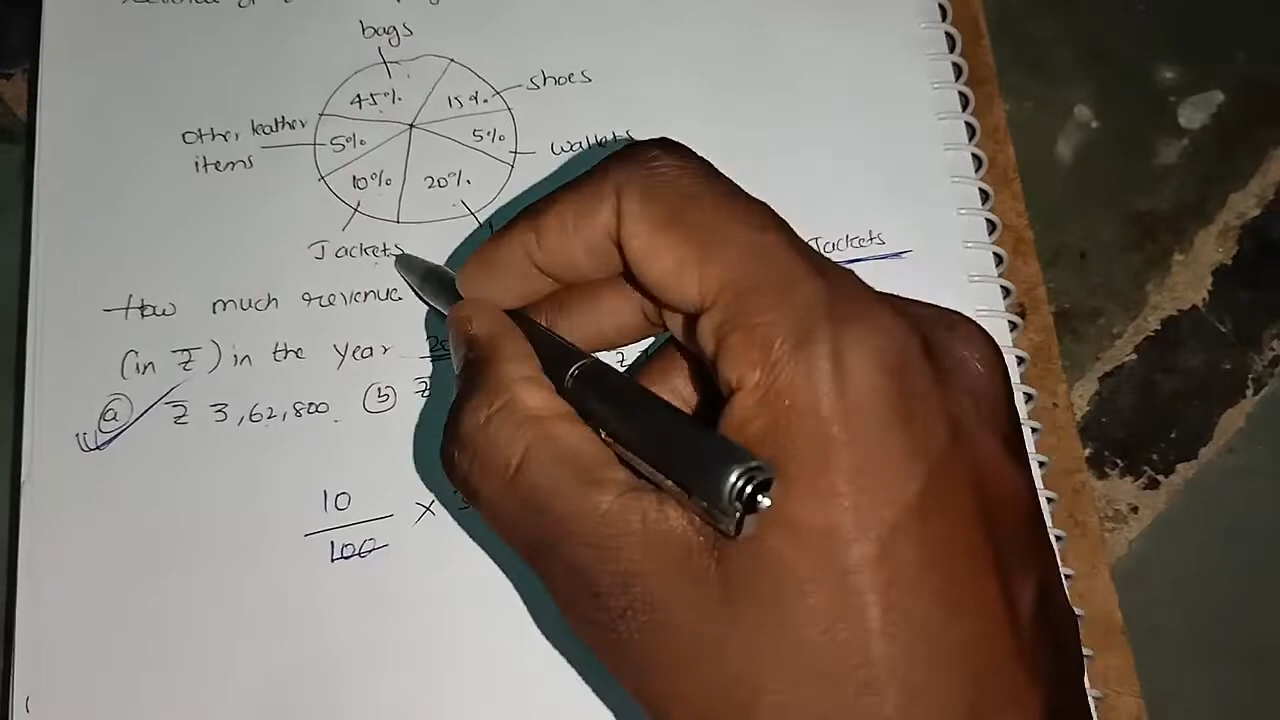 bags
45% 15% shoes
Other leather items
5% 5% wallets
10% 20%
Jackets
Jackets
How much revenue
(in ₹) in the year
(a) ₹ 3,62,800. (b) ₹
10
100 ×